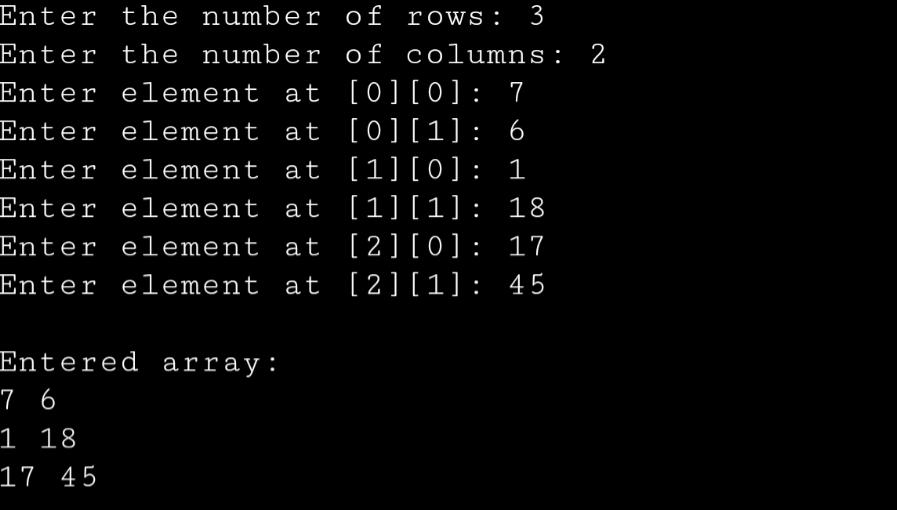 Enter the number of rows: 3
Enter the number of columns: 2
Enter element at [0][0]: 7
Enter element at [0][1]: 6
Enter element at [1][0]: 1
Enter element at [1][1]: 18
Enter element at [2][0]: 17
Enter element at [2][1]: 45

Entered array:
7 6
1 18
17 45